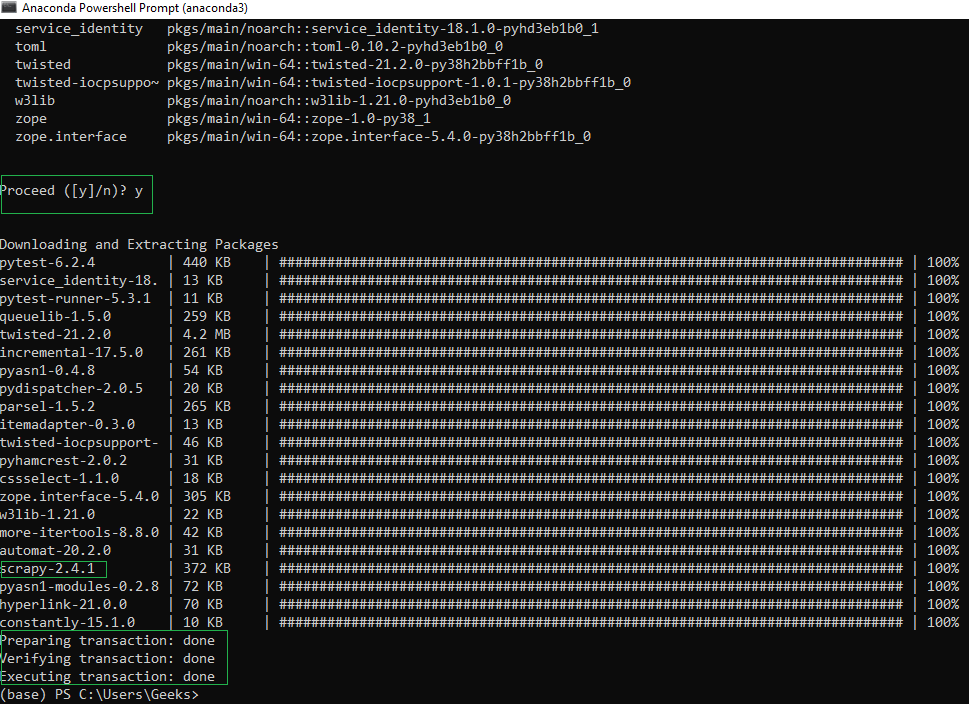 Anaconda Powershell Prompt (anaconda3)
service_identity pkgs/main/noarch::service_identity-18.1.0-pyhd3eb1b0_1
toml pkgs/main/noarch::toml-0.10.2-pyhd3eb1b0_0
twisted pkgs/main/win-64::twisted-21.2.0-py38h2bbff1b_0
twisted-iocpsuppo~ pkgs/main/win-64::twisted-iocpsupport-1.0.1-py38h2bbff1b_0
w3lib pkgs/main/noarch::w3lib-1.21.0-pyhd3eb1b0_0
zope pkgs/main/win-64::zope-1.0-py38_1
zope.interface pkgs/main/win-64::zope.interface-5.4.0-py38h2bbff1b_0
Proceed ([y]/n)? y
Downloading and Extracting Packages
pytest-6.2.4 | 440 KB | ############################################################################## | 100%
service_identity-18. | 13 KB | ############################################################################## | 100%
pytest-runner-5.3.1 | 11 KB | ############################################################################## | 100%
queuelib-1.5.0 | 259 KB | ############################################################################## | 100%
twisted-21.2.0 | 4.2 MB | ############################################################################## | 100%
incremental-17.5.0 | 261 KB | ############################################################################## | 100%
pyasn1-0.4.8 | 54 KB | ############################################################################## | 100%
pydispatcher-2.0.5 | 20 KB | ############################################################################## | 100%
parsel-1.5.2 | 265 KB | ############################################################################## | 100%
itemadapter-0.3.0 | 13 KB | ############################################################################## | 100%
twisted-iocpsupport- | 46 KB | ############################################################################## | 100%
pyhamcrest-2.0.2 | 31 KB | ############################################################################## | 100%
cssselect-1.1.0 | 18 KB | ############################################################################## | 100%
zope.interface-5.4.0 | 305 KB | ############################################################################## | 100%
w3lib-1.21.0 | 22 KB | ############################################################################## | 100%
more-itertools-8.8.0 | 42 KB | ############################################################################## | 100%
automat-20.2.0 | 31 KB | ############################################################################## | 100%
scrapy-2.4.1 | 372 KB | ############################################################################## | 100%
pyasn1-modules-0.2.8 | 72 KB | ############################################################################## | 100%
hyperlink-21.0.0 | 70 KB | ############################################################################## | 100%
constantly-15.1.0 | 10 KB | ############################################################################## | 100%
Preparing transaction: done
Verifying transaction: done
Executing transaction: done
(base) PS C:\Users\Geeks>